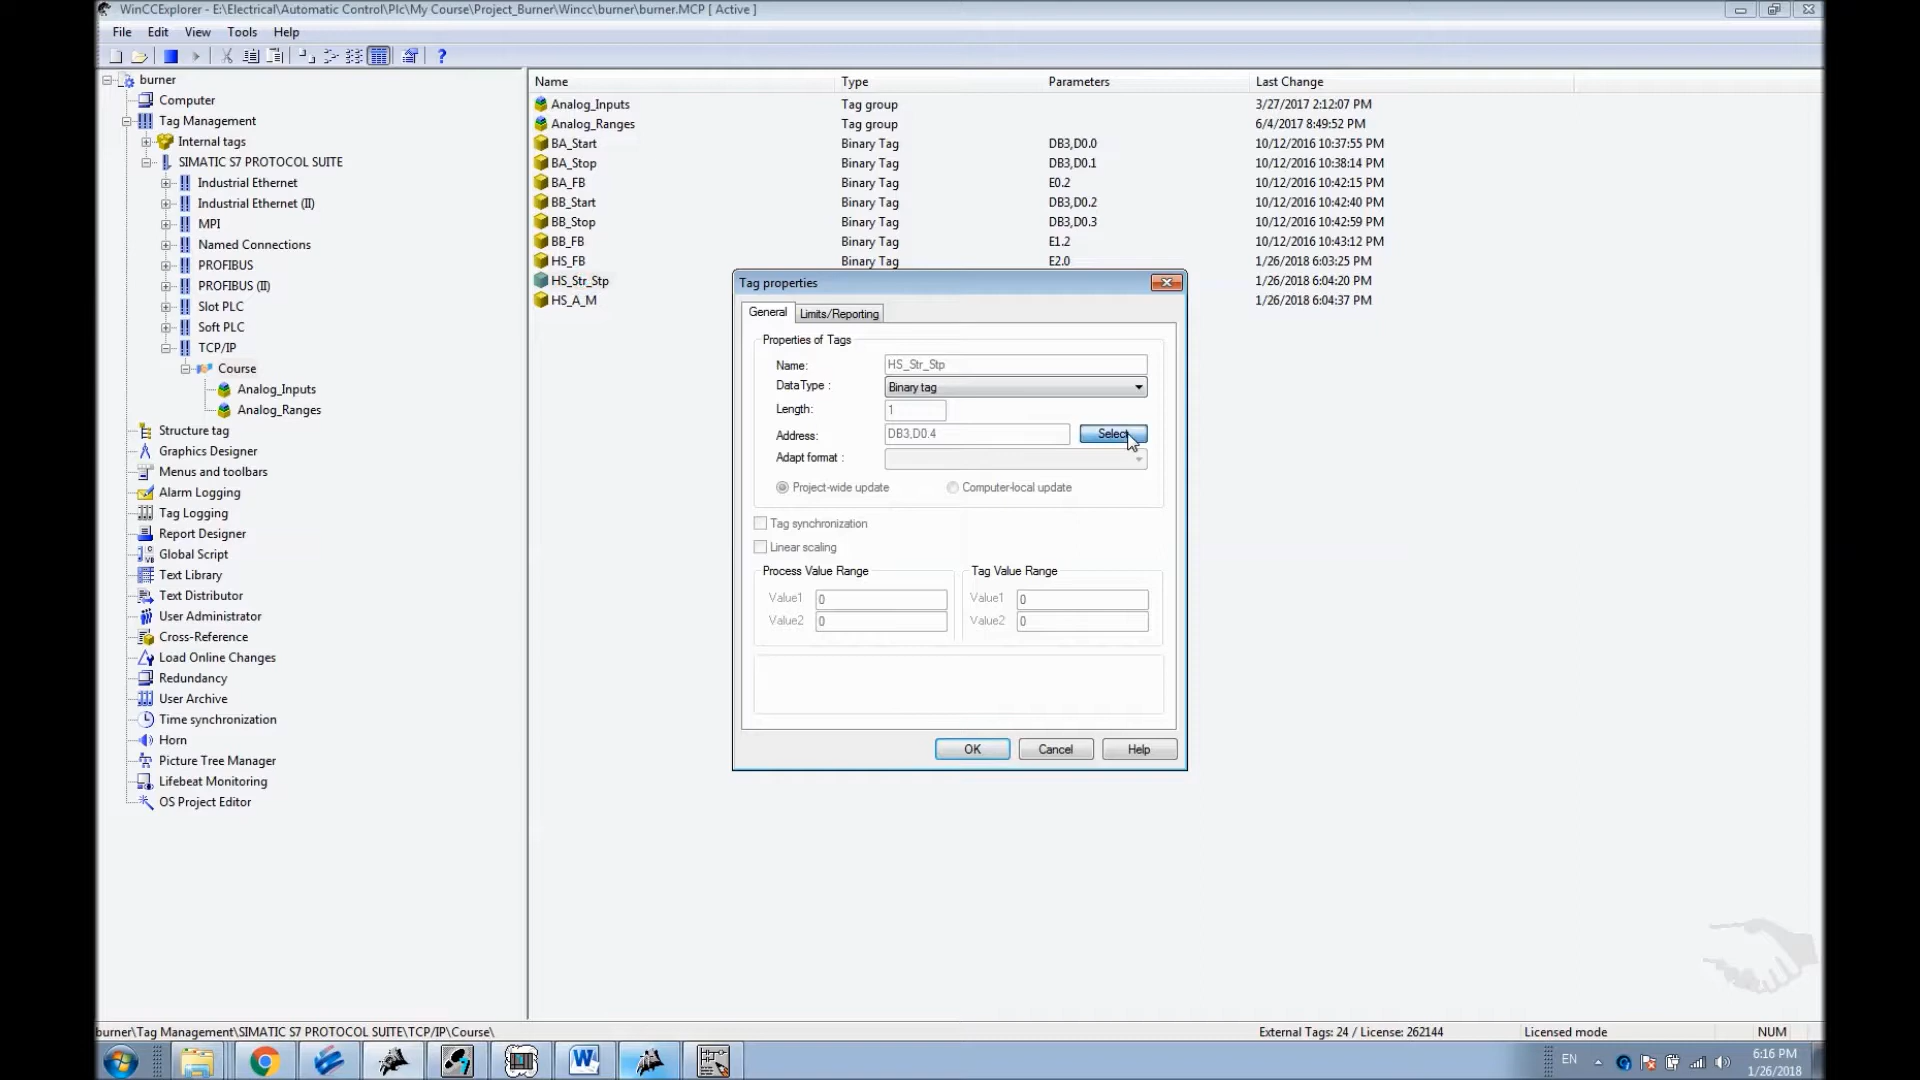 WinCCExplorer - E:\Electrical\Automatic Control\Plc\My Course\Project_Burner\Wincc\burner\burner.MCP [ Active ]
File Edit View Tools Help
burner
Computer
Tag Management
Internal tags
SIMATIC S7 PROTOCOL SUITE
Industrial Ethernet
Industrial Ethernet (II)
MPI
Named Connections
PROFIBUS
PROFIBUS (II)
Slot PLC
Soft PLC
TCP/IP
Course
Analog_Inputs
Analog_Ranges
Structure tag
Graphics Designer
Menus and toolbars
Alarm Logging
Tag Logging
Report Designer
Global Script
Text Library
Text Distributor
User Administrator
Cross-Reference
Load Online Changes
Redundancy
User Archive
Time synchronization
Horn
Picture Tree Manager
Lifebeat Monitoring
OS Project Editor
Name Type Parameters Last Change
Analog_Inputs Tag group 3/27/2017 2:12:07 PM
Analog_Ranges Tag group 6/4/2017 8:49:52 PM
BA_Start Binary Tag DB3,D0.0 10/12/2016 10:37:55 PM
BA_Stop Binary Tag DB3,D0.1 10/12/2016 10:38:14 PM
BA_FB Binary Tag E0.2 10/12/2016 10:42:15 PM
BB_Start Binary Tag DB3,D0.2 10/12/2016 10:42:40 PM
BB_Stop Binary Tag DB3,D0.3 10/12/2016 10:42:59 PM
BB_FB Binary Tag E1.2 10/12/2016 10:43:12 PM
HS_FB Binary Tag E2.0 1/26/2018 6:03:25 PM
HS_Str_Stp 1/26/2018 6:04:20 PM
HS_A_M 1/26/2018 6:04:37 PM
Tag properties
General Limits/Reporting
Properties of Tags
Name: HS_Str_Stp
DataType : Binary tag
Length: 1
Address: DB3,D0.4 Select
Adapt format :
Project-wide update Computer-local update
Tag synchronization
Linear scaling
Process Value Range Tag Value Range
Value1 0 Value1 0
Value2 0 Value2 0
OK Cancel Help
burner\Tag Management\SIMATIC S7 PROTOCOL SUITE\TCP/IP\Course\ External Tags: 24 / License: 262144 Licensed mode NUM
EN 6:16 PM
1/26/2018